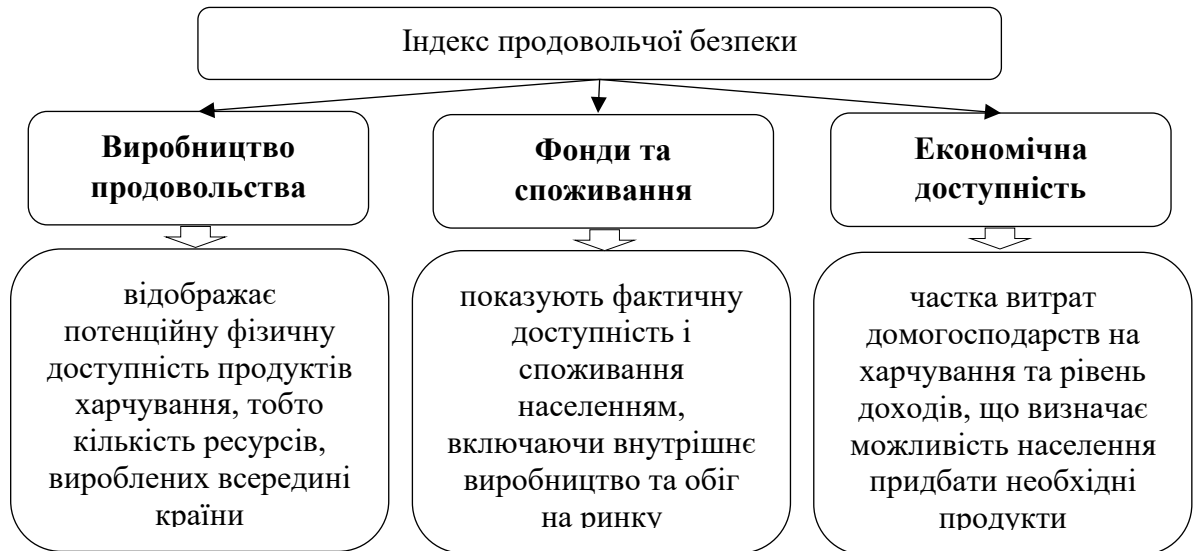 Індекс продовольчої безпеки
Виробництво
продовольства
Фонди та
споживання
Економічна
доступність
відображає
потенційну фізичну
доступність продуктів
харчування, тобто
кількість ресурсів,
вироблених всередині
країни
показують фактичну
доступність і
споживання
населенням,
включаючи внутрішнє
виробництво та обіг
на ринку
частка витрат
домогосподарств на
харчування та рівень
доходів, що визначає
можливість населення
придбати необхідні
продукти